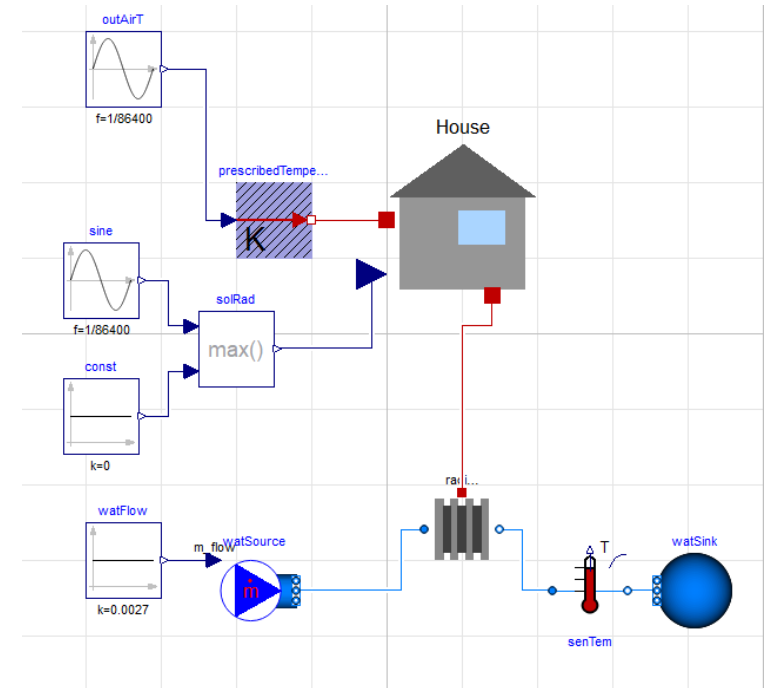 outAirT
f=1/86400
House
prescribedTempe...
K
sine
f=1/86400
solRad
max()
const
k=0
radi...
watFlow
m_flow
watSource
k=0.0027
ṁ
T
senTem
watSink